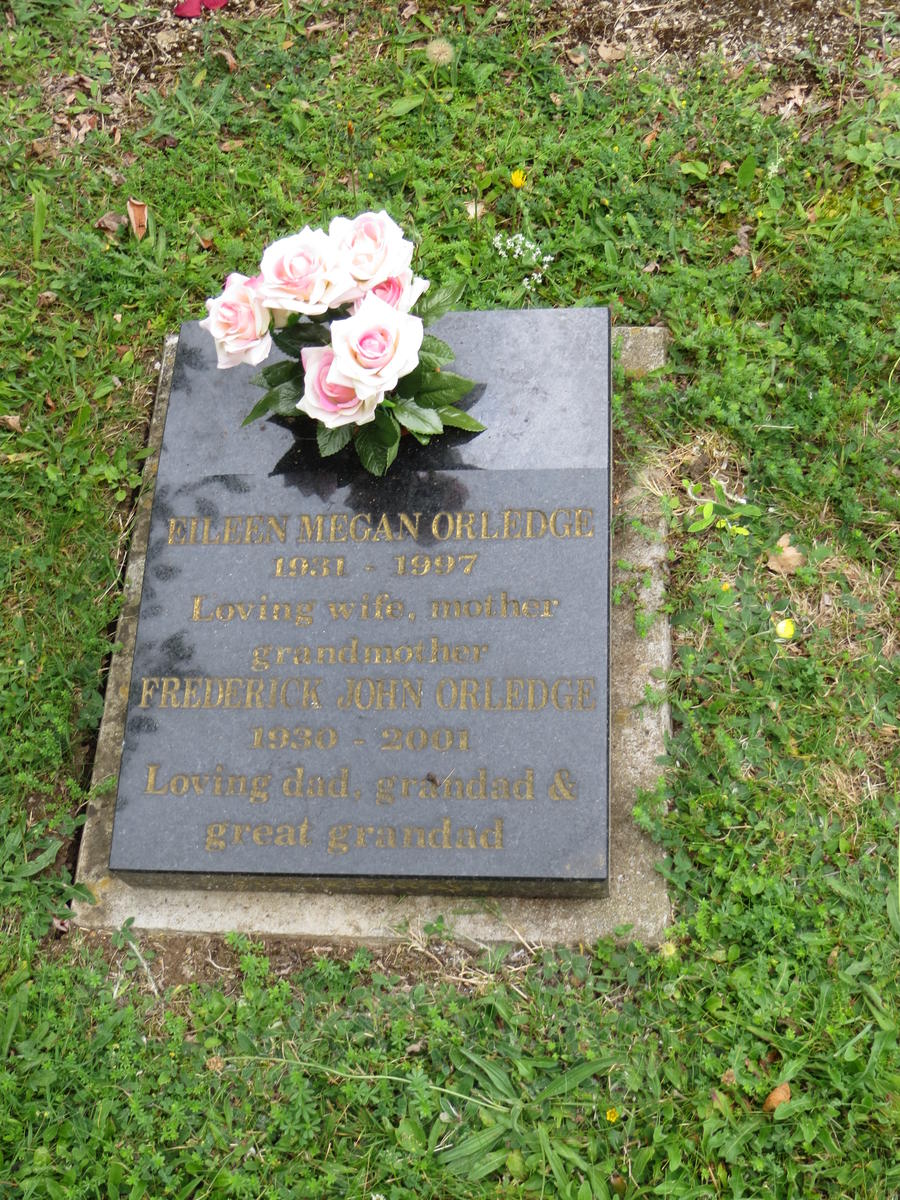 EILEEN MEGAN ORLEDGE
1931 - 1997
Loving wife, mother
grandmother
FREDERICK JOHN ORLEDGE
1930 - 2001
Loving dad, grandad &
great grandad